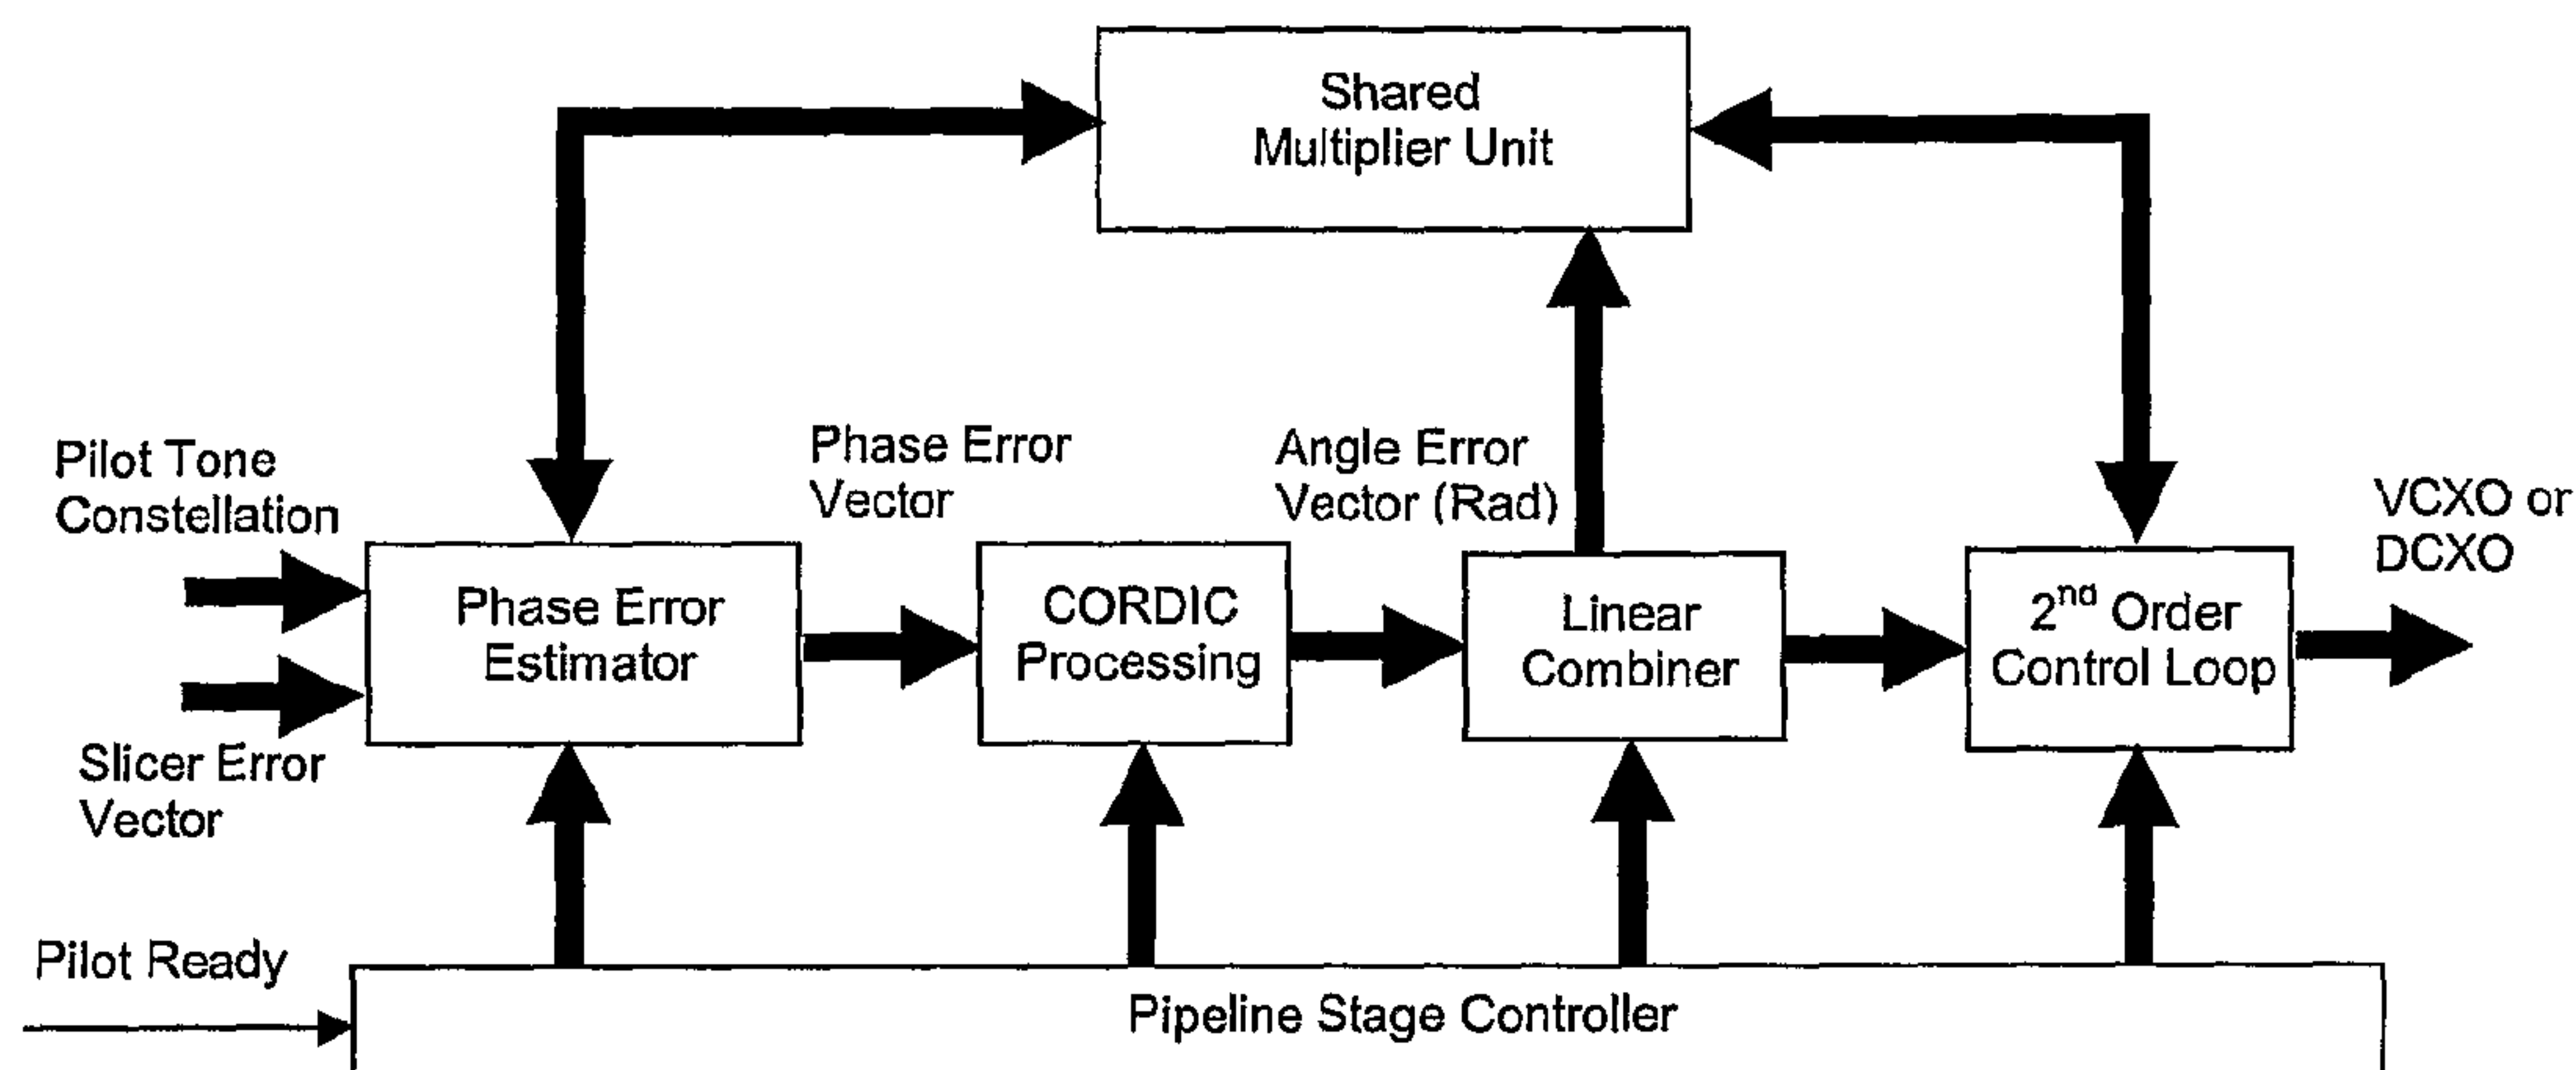 Shared
Multiplier Unit
Pilot Tone
Constellation
Phase Error
Vector
Angle Error
Vector (Rad)
VCXO or
DCXO
Phase Error
Estimator
CORDIC
Processing
Linear
Combiner
2nd Order
Control Loop
Slicer Error
Vector
Pilot Ready
Pipeline Stage Controller